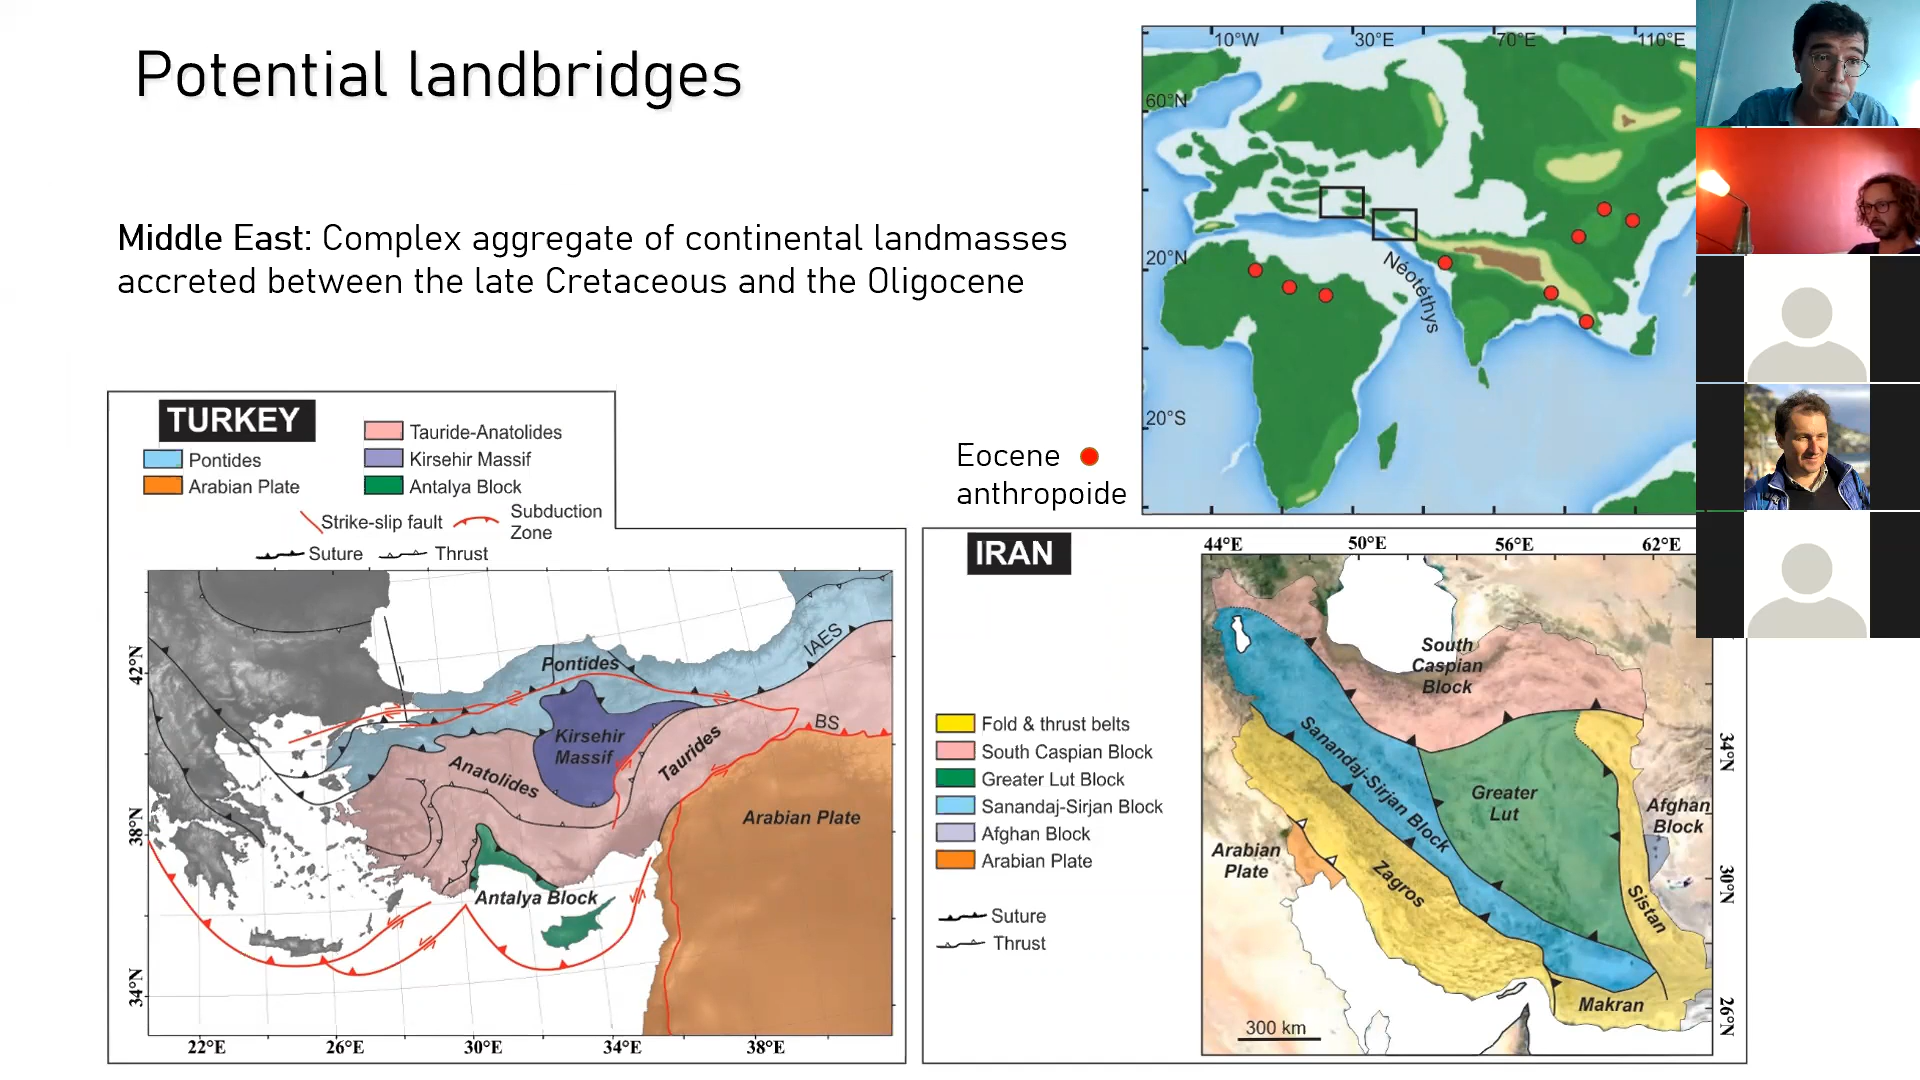 Potential landbridges
Middle East: Complex aggregate of continental landmasses
accreted between the late Cretaceous and the Oligocene
10°W 30°E 70°E 110°E
60°N
20°N
20°S
Néotéthys
Eocene
anthropoide
TURKEY
Pontides
Arabian Plate
Tauride-Anatolides
Kirsehir Massif
Antalya Block
Strike-slip fault
Subduction
Zone
Suture
Thrust
42°N
38°N
34°N
22°E 26°E 30°E 34°E 38°E
Pontides
IAES
BS
Kirsehir
Massif
Taurides
Anatolides
Arabian Plate
Antalya Block
IRAN
Fold & thrust belts
South Caspian Block
Greater Lut Block
Sanandaj-Sirjan Block
Afghan Block
Arabian Plate
Suture
Thrust
44°E 50°E 56°E 62°E
34°N
30°N
26°N
South
Caspian
Block
Sanandaj-Sirjan Block
Greater
Lut
Afghan
Block
Arabian
Plate
Zagros
Sistan
Makran
300 km